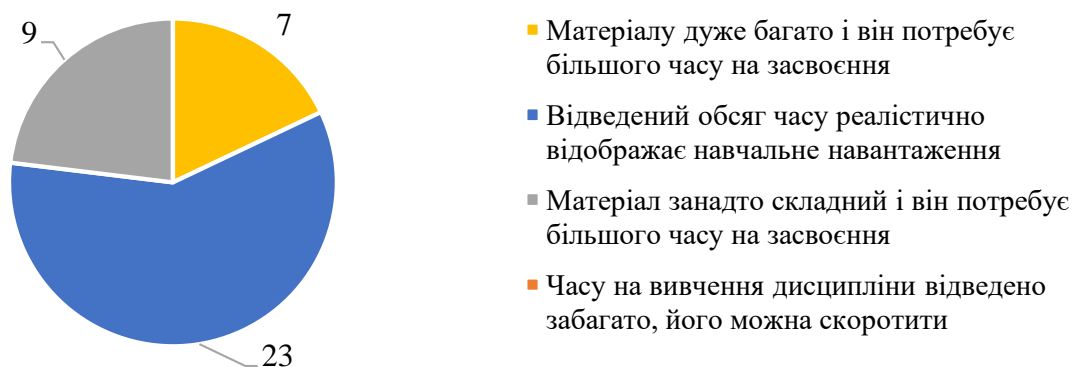 9
7
23
Матеріалу дуже багато і він потребує
більшого часу на засвоєння
Відведений обсяг часу реалістично
відображає навчальне навантаження
Матеріал занадто складний і він потребує
більшого часу на засвоєння
Часу на вивчення дисципліни відведено
забагато, його можна скоротити